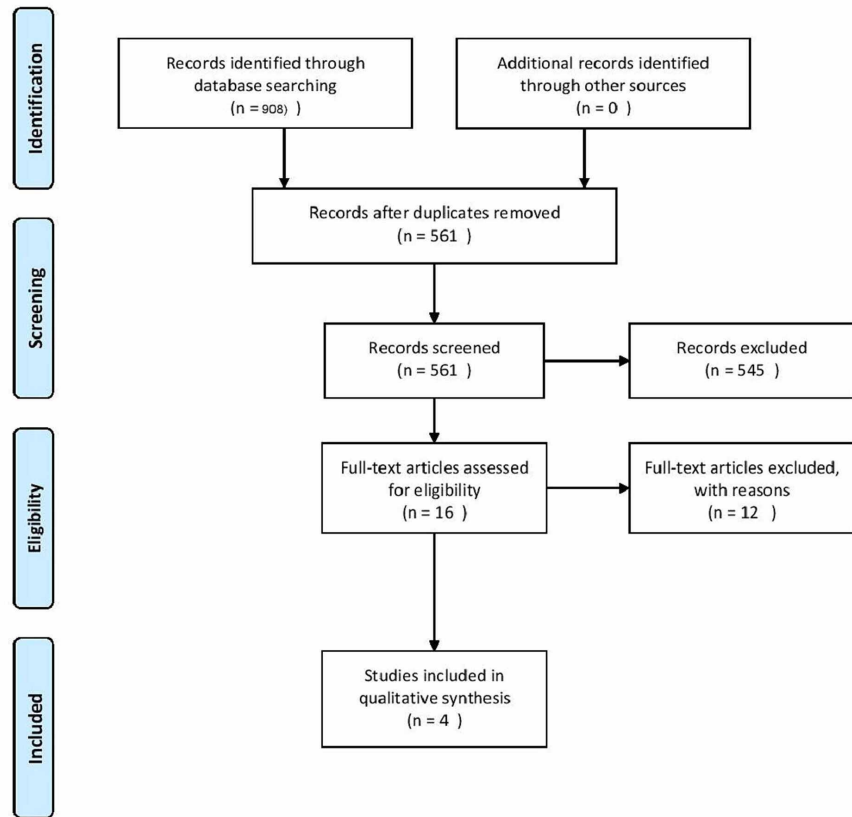 Identification
Records identified through
database searching
(n = 908) )
Additional records identified
through other sources
(n = 0 )
Records after duplicates removed
(n = 561 )
Screening
Records screened
(n = 561 )
Records excluded
(n = 545 )
Eligibility
Full-text articles assessed
for eligibility
(n = 16 )
Full-text articles excluded,
with reasons
(n = 12 )
Included
Studies included in
qualitative synthesis
(n = 4 )